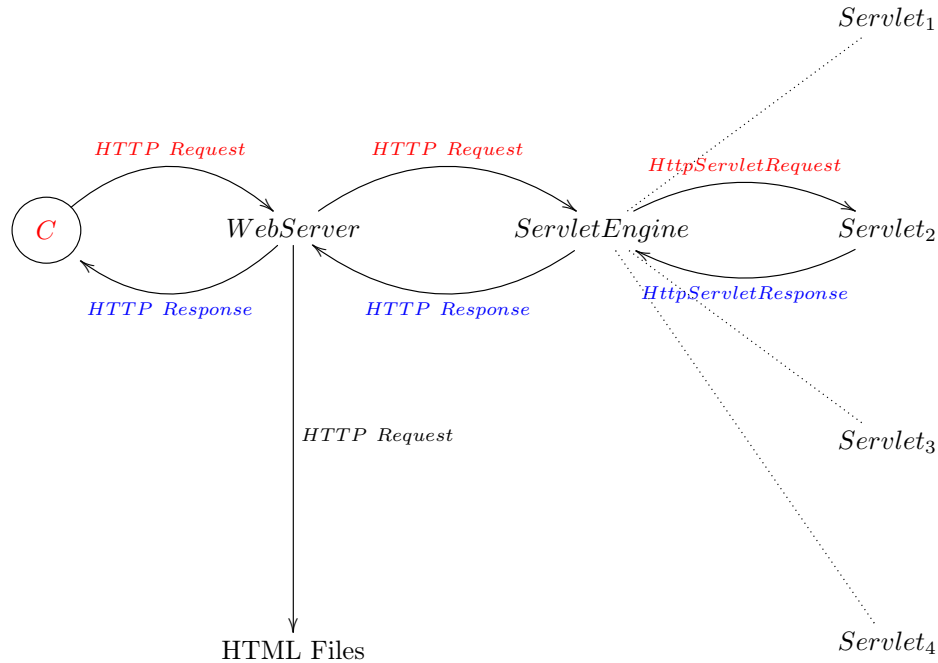 Servlet₁
HTTP Request
HTTP Request
HttpServletRequest
C
WebServer
ServletEngine
Servlet₂
HTTP Response
HTTP Response
HttpServletResponse
HTTP Request
Servlet₃
HTML Files
Servlet₄